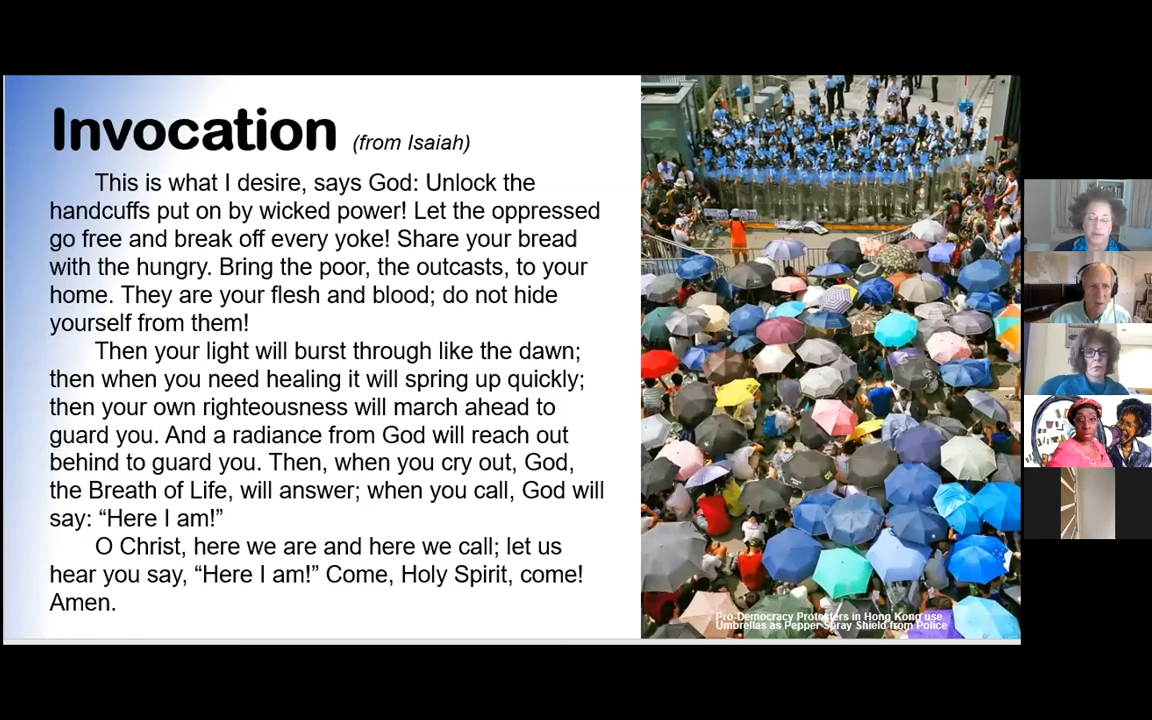 Invocation (from Isaiah)
This is what I desire, says God: Unlock the
handcuffs put on by wicked power! Let the oppressed
go free and break off every yoke! Share your bread
with the hungry. Bring the poor, the outcasts, to your
home. They are your flesh and blood; do not hide
yourself from them!
Then your light will burst through like the dawn;
then when you need healing it will spring up quickly;
then your own righteousness will march ahead to
guard you. And a radiance from God will reach out
behind to guard you. Then, when you cry out, God,
the Breath of Life, will answer; when you call, God will
say: “Here I am!”
O Christ, here we are and here we call; let us
hear you say, “Here I am!” Come, Holy Spirit, come!
Amen.
Pro-Democracy Protesters in Hong Kong use
Umbrellas as Pepper Spray Shield from Police